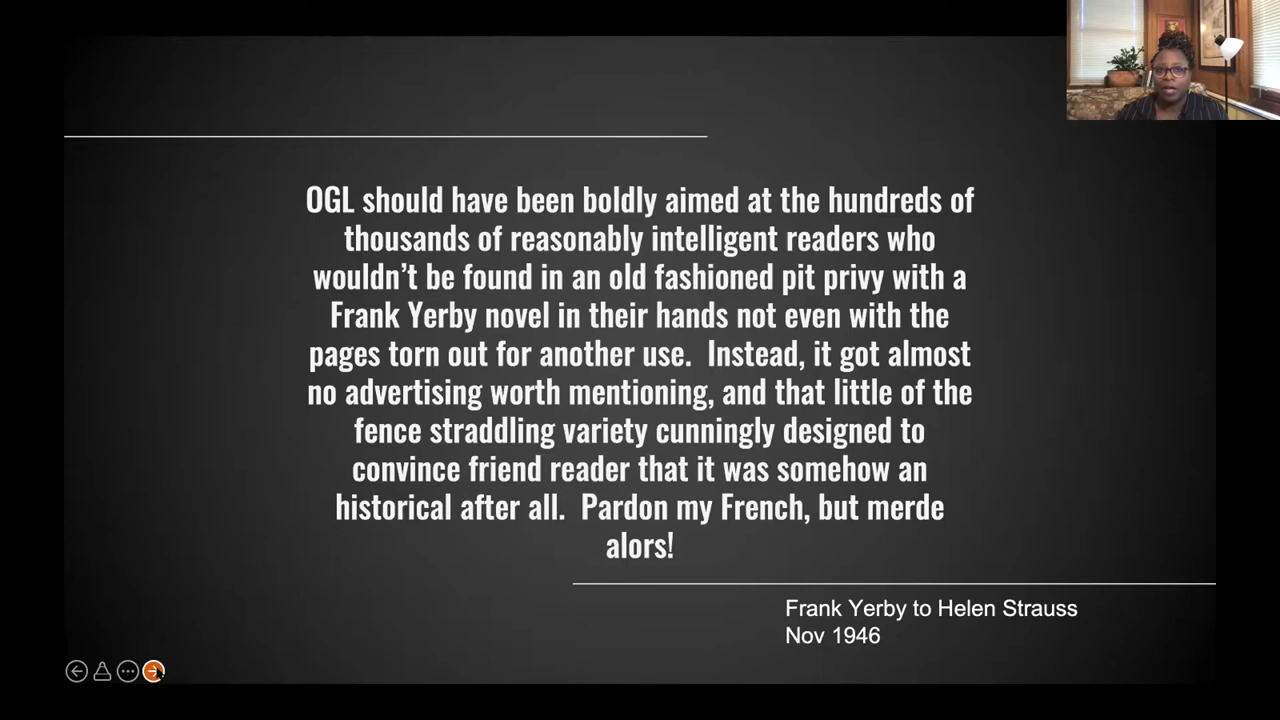 OGL should have been boldly aimed at the hundreds of
thousands of reasonably intelligent readers who
wouldn’t be found in an old fashioned pit privy with a
Frank Yerby novel in their hands not even with the
pages torn out for another use.  Instead, it got almost
no advertising worth mentioning, and that little of the
fence straddling variety cunningly designed to
convince friend reader that it was somehow an
historical after all.  Pardon my French, but merde
alors!
Frank Yerby to Helen Strauss
Nov 1946